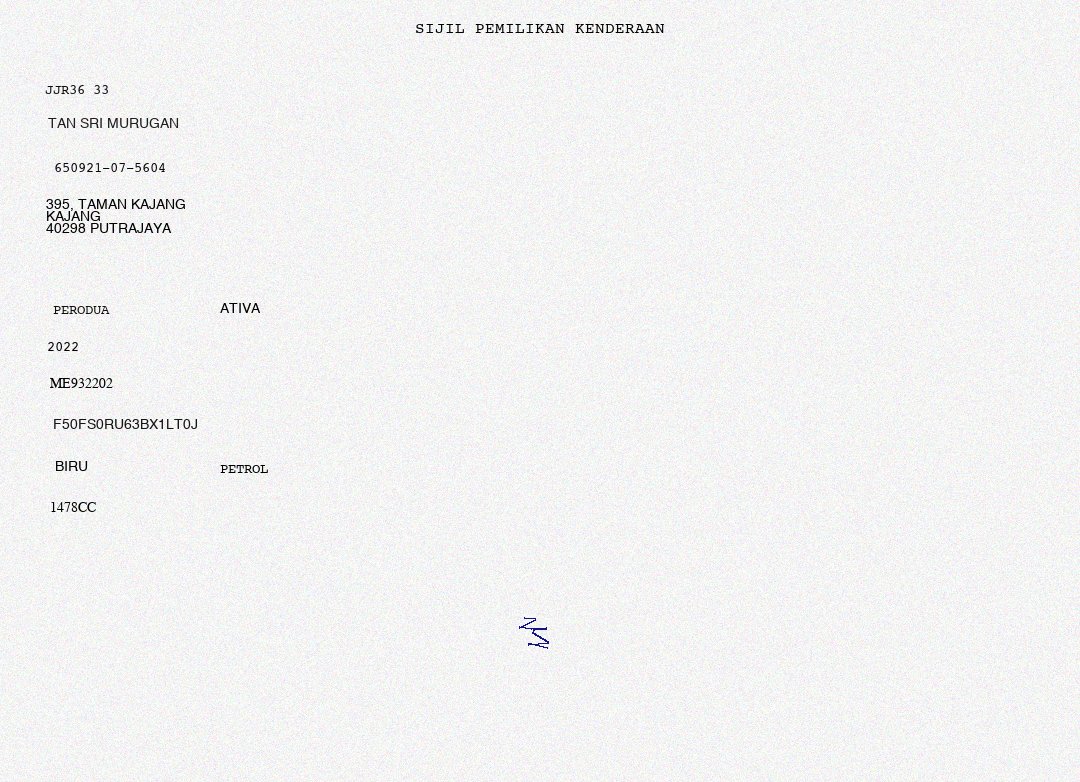 SIJIL PEMILIKAN KENDERAAN
JJR36 33
TAN SRI MURUGAN
650921-07-5604
395, TAMAN KAJANG
KAJANG
40298 PUTRAJAYA
PERODUA ATIVA
2022
ME932202
F50FS0RU63BX1LT0J
BIRU PETROL
1478CC